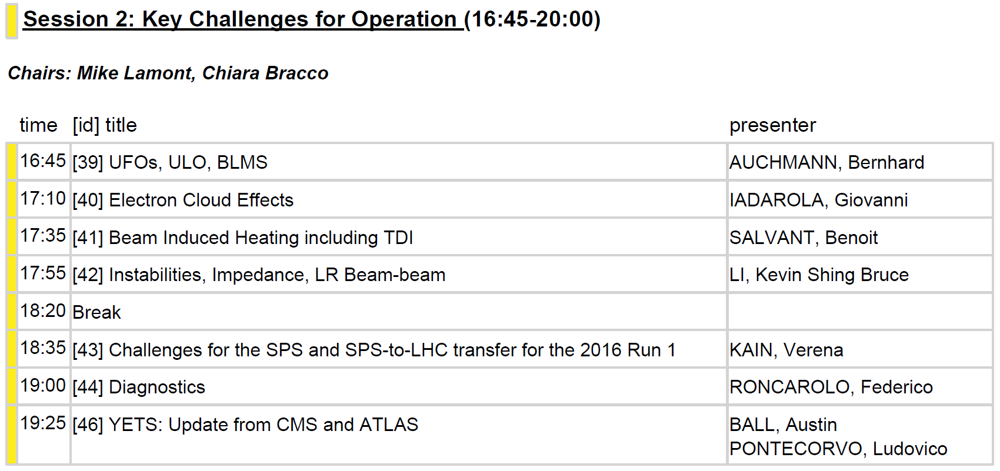 Session 2: Key Challenges for Operation (16:45-20:00)
Chairs: Mike Lamont, Chiara Bracco
time [id] title presenter
16:45 [39] UFOs, ULO, BLMS AUCHMANN, Bernhard
17:10 [40] Electron Cloud Effects IADAROLA, Giovanni
17:35 [41] Beam Induced Heating including TDI SALVANT, Benoit
17:55 [42] Instabilities, Impedance, LR Beam-beam LI, Kevin Shing Bruce
18:20 Break
18:35 [43] Challenges for the SPS and SPS-to-LHC transfer for the 2016 Run 1 KAIN, Verena
19:00 [44] Diagnostics RONCAROLO, Federico
19:25 [46] YETS: Update from CMS and ATLAS BALL, Austin
PONTECORVO, Ludovico